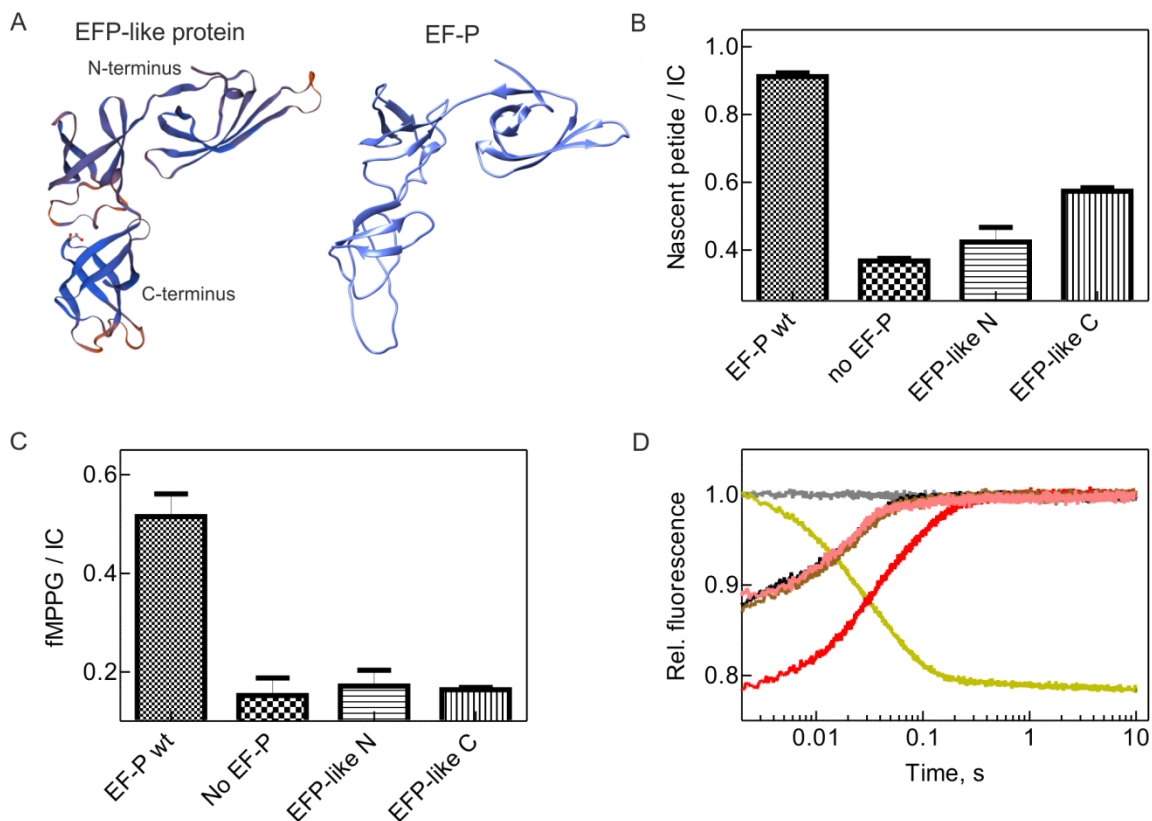 A
EFP-like protein
N-terminus
C-terminus
EF-P
B
Nascent petide / IC
1.0
0.8
0.6
0.4
EF-P wt
no EF-P
EFP-like N
EFP-like C
C
fMPPG / IC
0.6
0.4
0.2
EF-P wt
No EF-P
EFP-like N
EFP-like C
D
Rel. fluorescence
1.0
0.9
0.8
0.01
0.1
1
10
Time, s